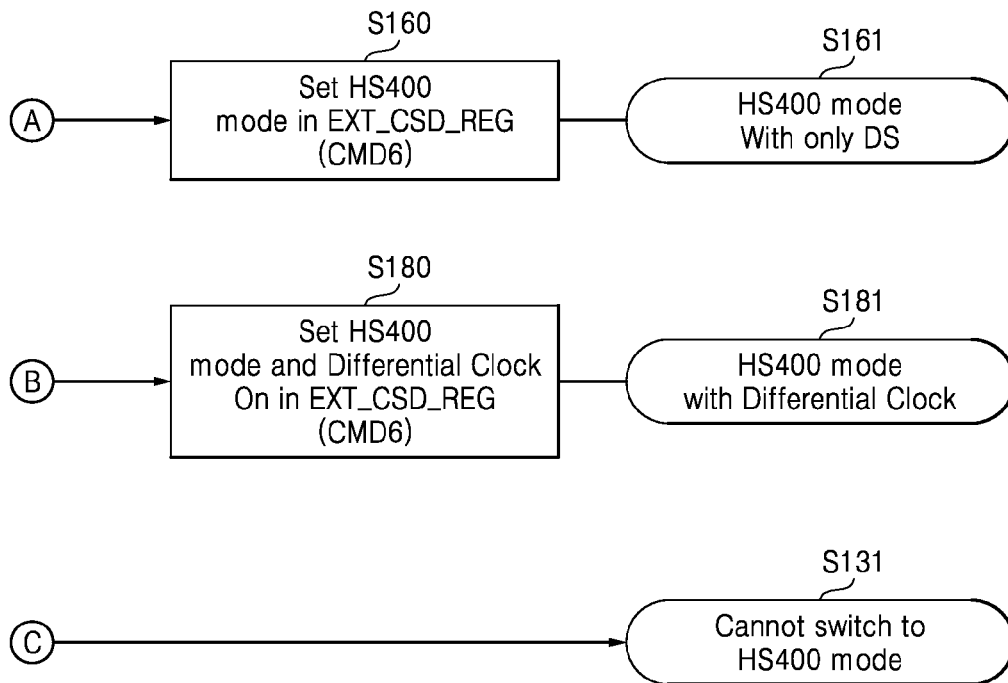 S160
S161
A
Set HS400
mode in EXT_CSD_REG
(CMD6)
HS400 mode
With only DS
S180
S181
B
Set HS400
mode and Differential Clock
On in EXT_CSD_REG
(CMD6)
HS400 mode
with Differential Clock
S131
C
Cannot switch to
HS400 mode